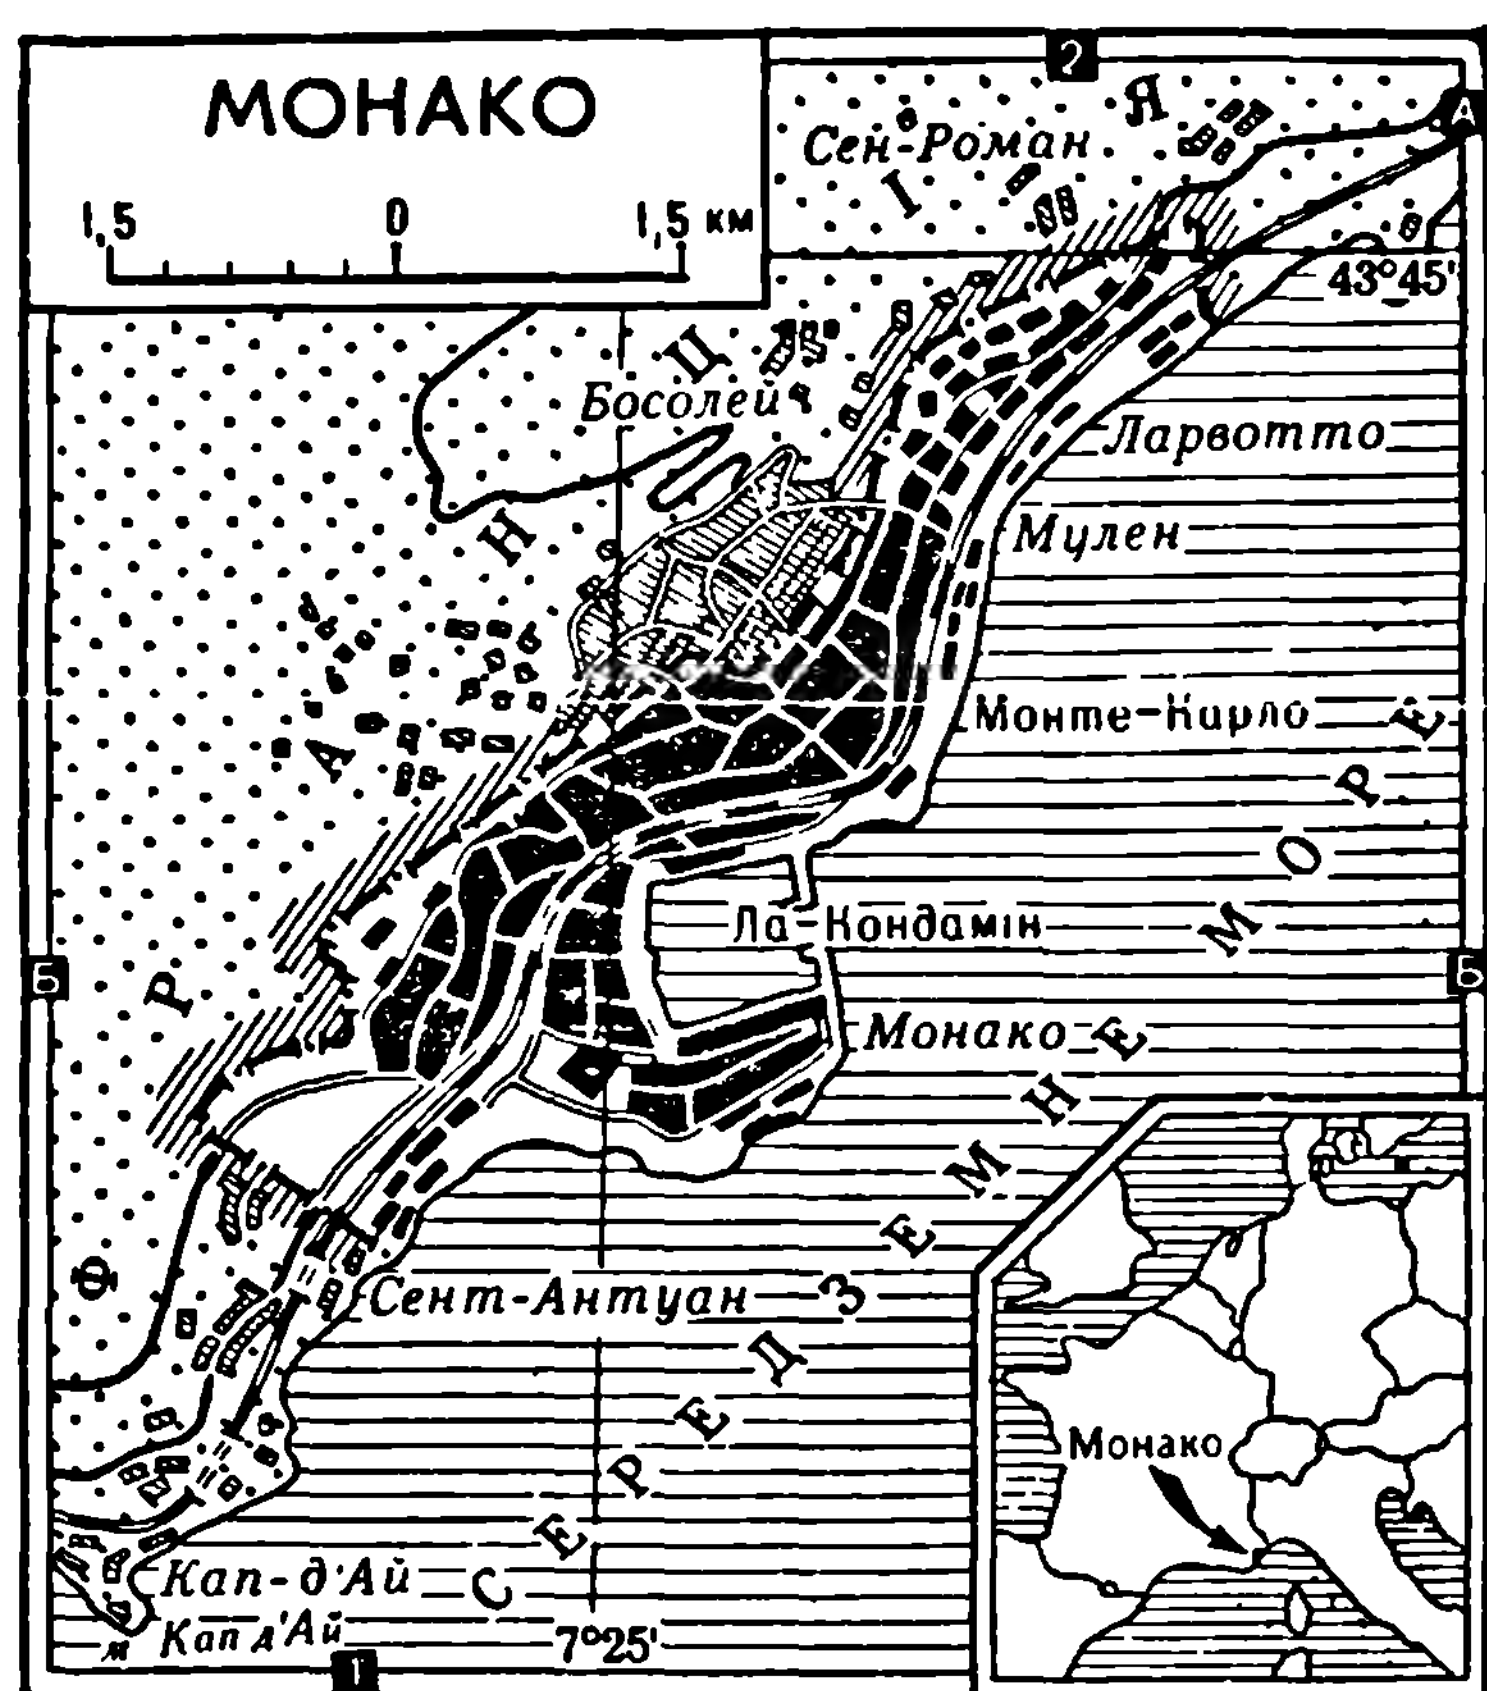 МОНАКО
1,5 0 1,5 км
2
А
Сен-Роман
43°45'
Босолей
Ларвотто
Мулен
Монте-Карло
Ла-Кондамін
Монако
Б
Б
ФРАНЦІЯ
СЕРЕДЗЕМНЕ МОРЕ
Сент-Антуан
Монако
Кап-д'Ай
м Кап д'Ай
7°25'
1